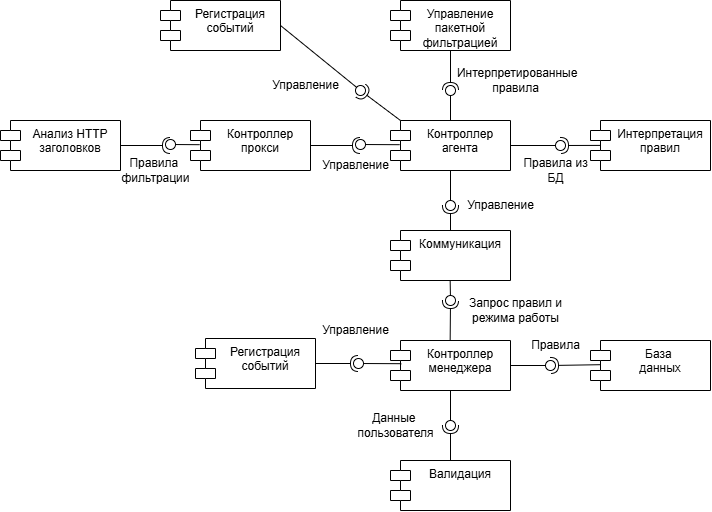 Регистрация
событий
Управление
пакетной
фильтрацией
Управление
Интерпретированные
правила
Анализ HTTP
заголовков
Правила
фильтрации
Контроллер
прокси
Управление
Контроллер
агента
Правила из
БД
Интерпретация
правил
Управление
Коммуникация
Запрос правил и
режима работы
Регистрация
событий
Управление
Контроллер
менеджера
Правила
База
данных
Данные
пользователя
Валидация